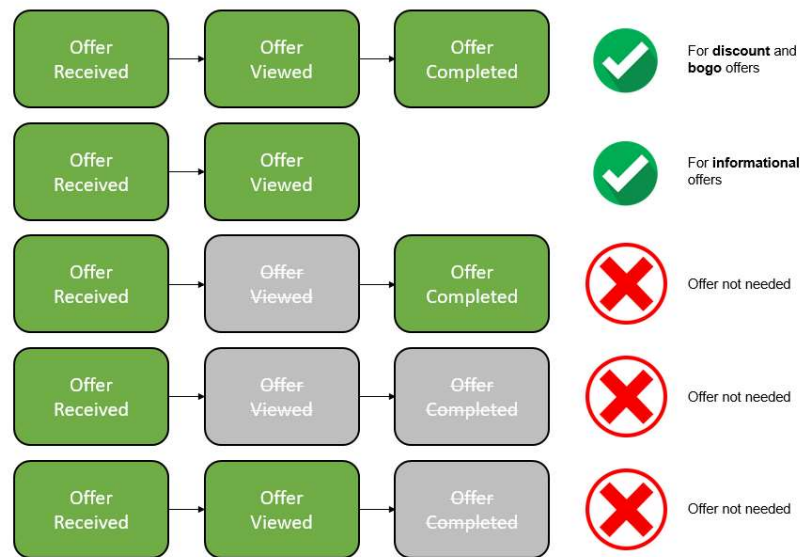 Offer
Received
Offer
Viewed
Offer
Completed
For discount and
bogo offers
Offer
Received
Offer
Viewed
For informational
offers
Offer
Received
Offer
Viewed
Offer
Completed
Offer not needed
Offer
Received
Offer
Viewed
Offer
Completed
Offer not needed
Offer
Received
Offer
Viewed
Offer
Completed
Offer not needed